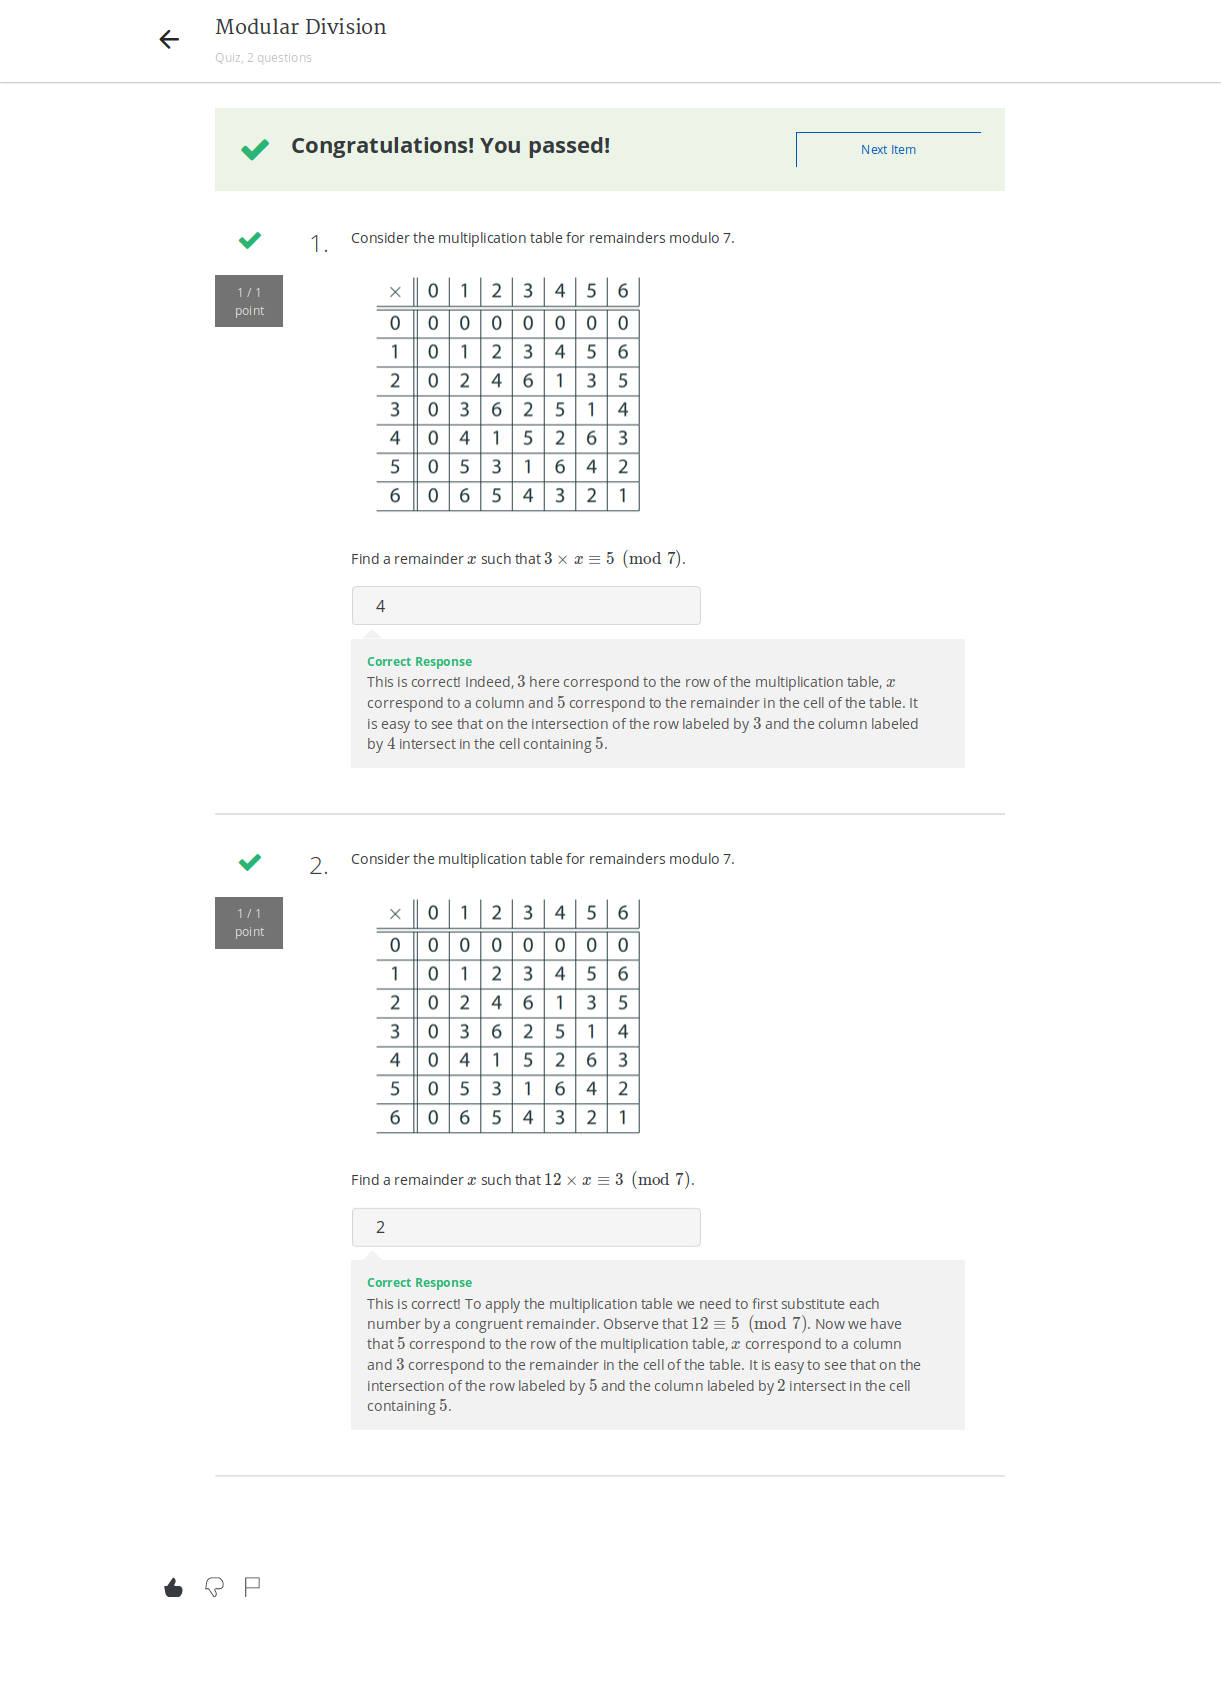 Modular Division
Quiz, 2 questions
Congratulations! You passed!
Next Item
1 / 1
point
1.
Consider the multiplication table for remainders modulo 7.
× 0 1 2 3 4 5 6
0 0 0 0 0 0 0 0
1 0 1 2 3 4 5 6
2 0 2 4 6 1 3 5
3 0 3 6 2 5 1 4
4 0 4 1 5 2 6 3
5 0 5 3 1 6 4 2
6 0 6 5 4 3 2 1
Find a remainder x such that 3 × x ≡ 5 (mod 7).
4
Correct Response
This is correct! Indeed, 3 here correspond to the row of the multiplication table, x
correspond to a column and 5 correspond to the remainder in the cell of the table. It
is easy to see that on the intersection of the row labeled by 3 and the column labeled
by 4 intersect in the cell containing 5.
1 / 1
point
2.
Consider the multiplication table for remainders modulo 7.
× 0 1 2 3 4 5 6
0 0 0 0 0 0 0 0
1 0 1 2 3 4 5 6
2 0 2 4 6 1 3 5
3 0 3 6 2 5 1 4
4 0 4 1 5 2 6 3
5 0 5 3 1 6 4 2
6 0 6 5 4 3 2 1
Find a remainder x such that 12 × x ≡ 3 (mod 7).
2
Correct Response
This is correct! To apply the multiplication table we need to first substitute each
number by a congruent remainder. Observe that 12 ≡ 5 (mod 7). Now we have
that 5 correspond to the row of the multiplication table, x correspond to a column
and 3 correspond to the remainder in the cell of the table. It is easy to see that on the
intersection of the row labeled by 5 and the column labeled by 2 intersect in the cell
containing 5.